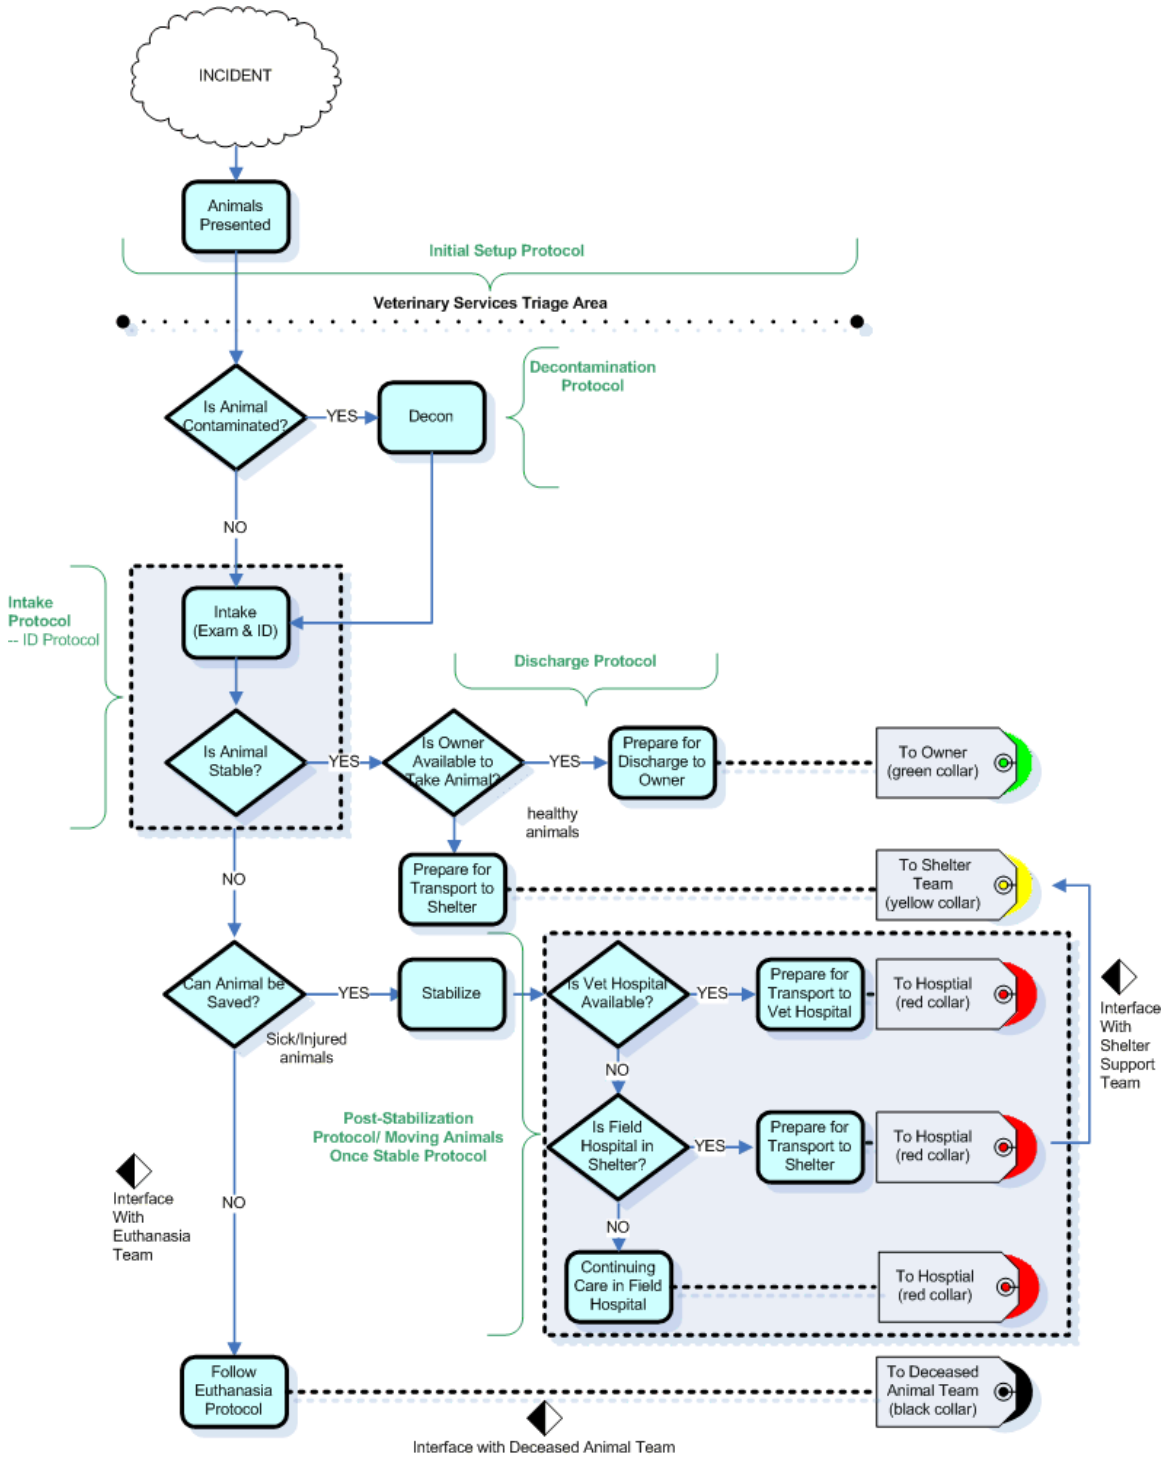 INCIDENT
Animals
Presented
Initial Setup Protocol
Veterinary Services Triage Area
Decontamination
Protocol
Is Animal
Contaminated?
YES
Decon
NO
Intake
Protocol
-- ID Protocol
Intake
(Exam & ID)
Discharge Protocol
Is Animal
Stable?
YES
Is Owner
Available to
Take Animal?
YES
Prepare for
Discharge to
Owner
To Owner
(green collar)
healthy
animals
NO
Prepare for
Transport to
Shelter
To Shelter
Team
(yellow collar)
Can Animal be
Saved?
YES
Stabilize
Is Vet Hospital
Available?
YES
Prepare for
Transport to
Vet Hospital
To Hosptial
(red collar)
Interface
With
Shelter
Support
Team
Sick/Injured
animals
NO
Post-Stabilization
Protocol/ Moving Animals
Once Stable Protocol
Is Field
Hospital in
Shelter?
YES
Prepare for
Transport to
Shelter
To Hosptial
(red collar)
Interface
With
Euthanasia
Team
NO
NO
Continuing
Care in Field
Hospital
To Hosptial
(red collar)
Follow
Euthanasia
Protocol
To Deceased
Animal Team
(black collar)
Interface with Deceased Animal Team